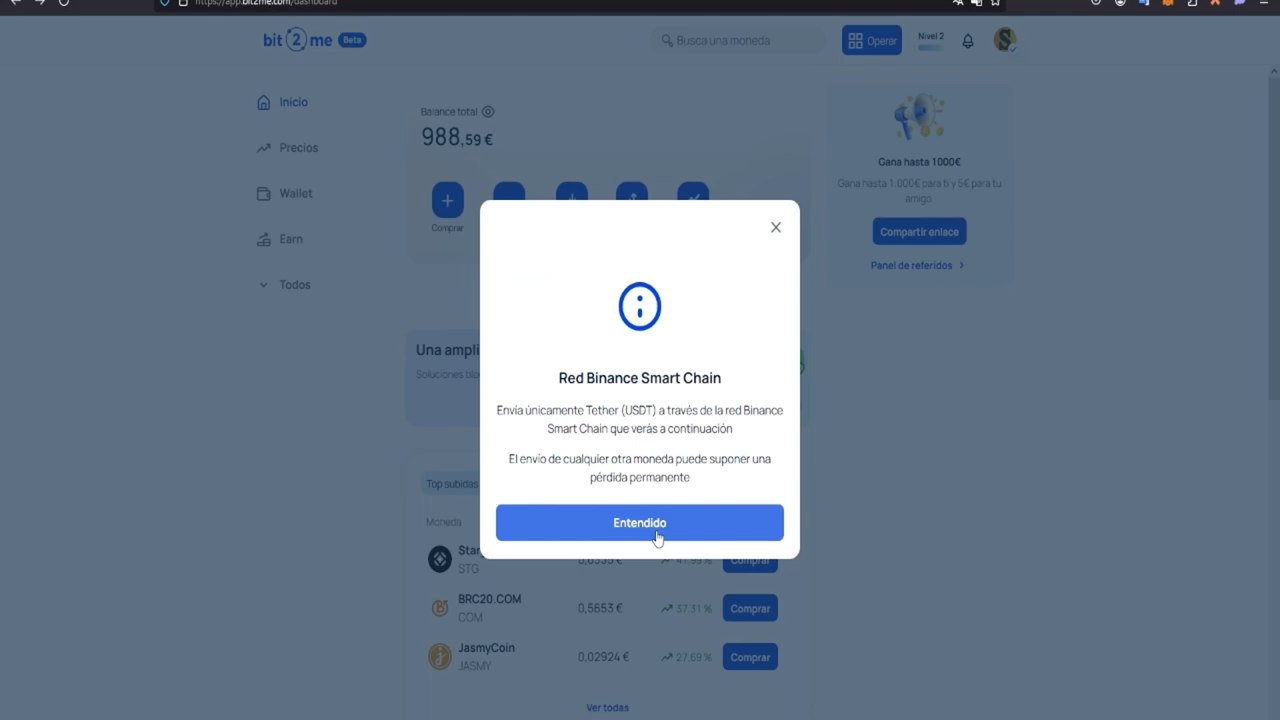 https://app.bit2me.com/dashboard
bit2me Beta
Busca una moneda
Operar
Nivel 2
Inicio
Precios
Wallet
Earn
Todos
Balance total
988,59 €
Comprar
Gana hasta 1000€
Gana hasta 1.000€ para ti y 5€ para tu
amigo.
Compartir enlace
Panel de referidos
Una ampli
Soluciones blo
Red Binance Smart Chain
Envía únicamente Tether (USDT) a través de la red Binance
Smart Chain que verás a continuación
El envío de cualquier otra moneda puede suponer una
pérdida permanente
Entendido
Top subidas
Moneda
STG
Comprar
BRC20.COM
COM
0,5653 €
37,31 %
Comprar
JasmyCoin
JASMY
0,02924 €
27,69 %
Comprar
Ver todas